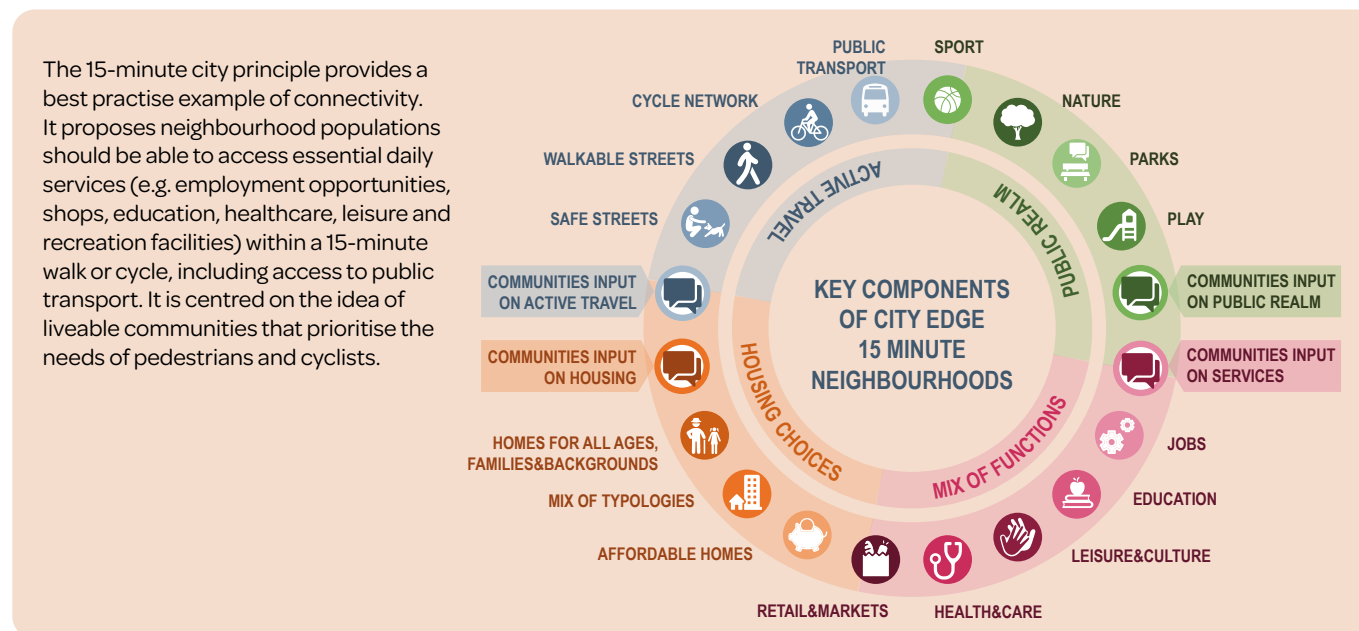 The 15-minute city principle provides a
best practise example of connectivity.
It proposes neighbourhood populations
should be able to access essential daily
services (e.g. employment opportunities,
shops, education, healthcare, leisure and
recreation facilities) within a 15-minute
walk or cycle, including access to public
transport. It is centred on the idea of
liveable communities that prioritise the
needs of pedestrians and cyclists.
PUBLIC
TRANSPORT
SPORT
CYCLE NETWORK
NATURE
WALKABLE STREETS
PARKS
SAFE STREETS
PLAY
COMMUNITIES INPUT
ON ACTIVE TRAVEL
COMMUNITIES INPUT
ON PUBLIC REALM
COMMUNITIES INPUT
ON HOUSING
COMMUNITIES INPUT
ON SERVICES
HOMES FOR ALL AGES,
FAMILIES&BACKGROUNDS
JOBS
MIX OF TYPOLOGIES
EDUCATION
AFFORDABLE HOMES
LEISURE&CULTURE
RETAIL&MARKETS
HEALTH&CARE
ACTIVE TRAVEL
PUBLIC REALM
HOUSING CHOICES
MIX OF FUNCTIONS
KEY COMPONENTS
OF CITY EDGE
15 MINUTE
NEIGHBOURHOODS